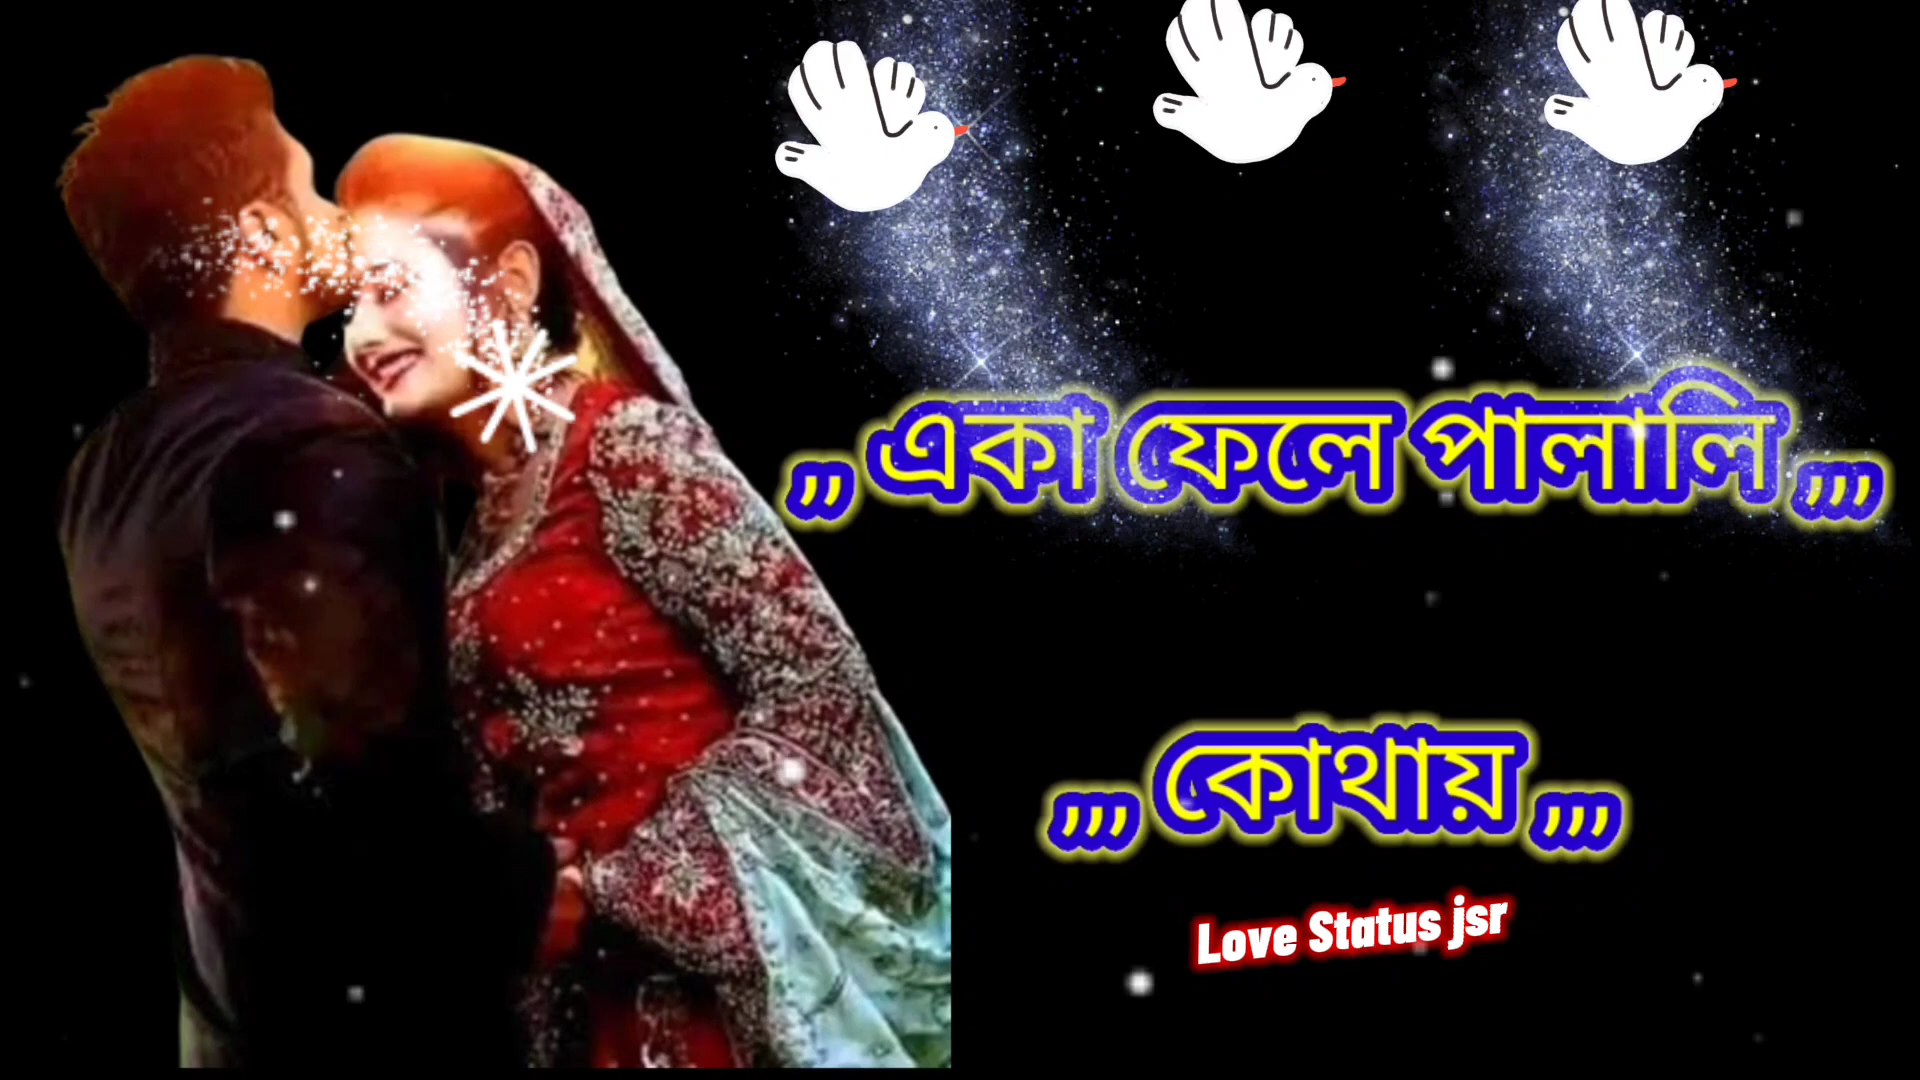 ,, একা ফেলে পালালি ,,,
,,, কোথায় ,,,
Love Status jsr